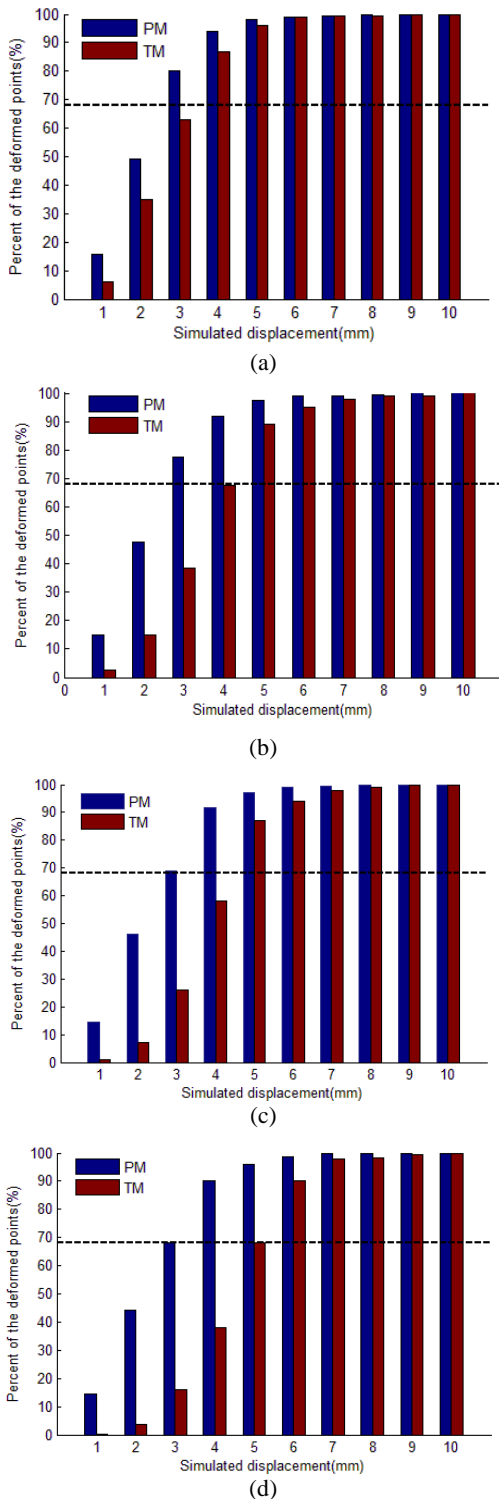 Percent of the deformed points(%)
100
90
80
70
60
50
40
30
20
10
0
PM
TM
1 2 3 4 5 6 7 8 9 10
Simulated displacement(mm)
(a)
Percent of the deformed points(%)
100
90
80
70
60
50
40
30
20
10
0
PM
TM
0 1 2 3 4 5 6 7 8 9 10
Simulated displacement(mm)
(b)
Percent of the deformed points(%)
100
90
80
70
60
50
40
30
20
10
0
PM
TM
1 2 3 4 5 6 7 8 9 10
Simulated displacement(mm)
(c)
Percent of the deformed points(%)
100
90
80
70
60
50
40
30
20
10
0
PM
TM
1 2 3 4 5 6 7 8 9 10
Simulated displacement(mm)
(d)